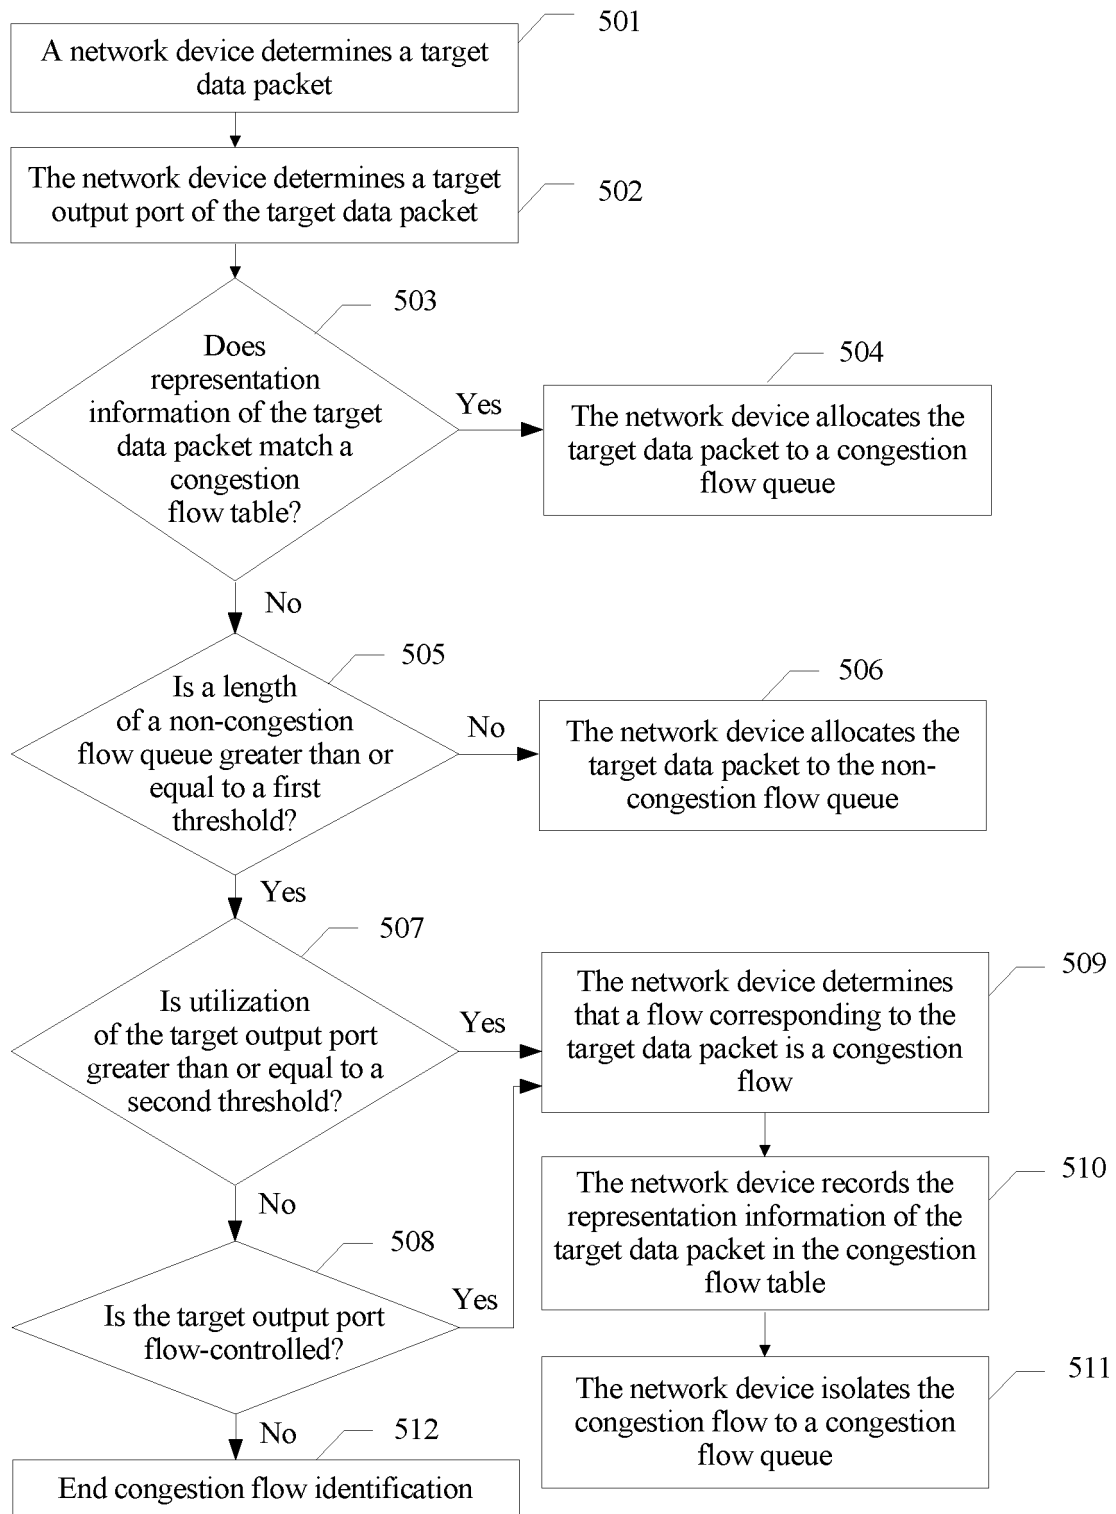 501
A network device determines a target
data packet
The network device determines a target
output port of the target data packet
502
503
Does
representation
information of the target
data packet match a
congestion
flow table?
Yes
504
The network device allocates the
target data packet to a congestion
flow queue
No
505
Is a length
of a non-congestion
flow queue greater than or
equal to a first
threshold?
No
506
The network device allocates the
target data packet to the non-
congestion flow queue
Yes
507
Is utilization
of the target output port
greater than or equal to a
second threshold?
Yes
509
The network device determines
that a flow corresponding to the
target data packet is a congestion
flow
No
508
Is the target output port
flow-controlled?
Yes
510
The network device records the
representation information of the
target data packet in the congestion
flow table
511
The network device isolates the
congestion flow to a congestion
flow queue
No
512
End congestion flow identification